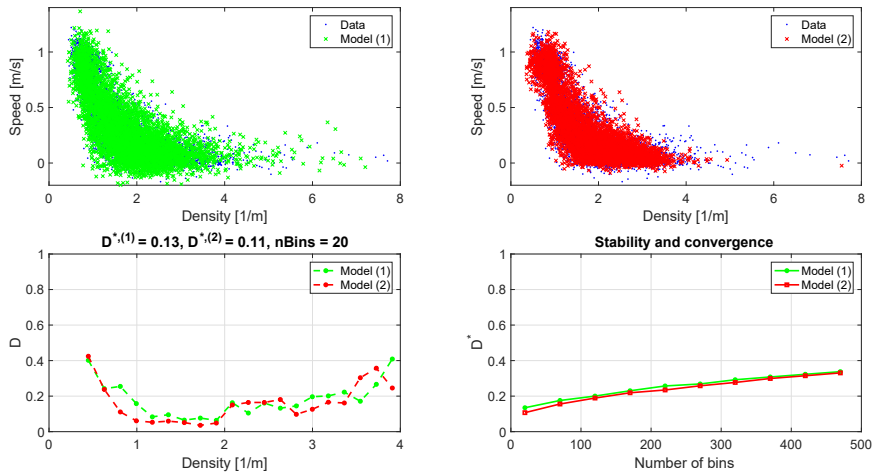 Data
Model (1)
1
0.5
0
Speed [m/s]
0 2 4 6 8
Density [1/m]
Data
Model (2)
1
0.5
0
Speed [m/s]
0 2 4 6 8
Density [1/m]
D*,(1) = 0.13, D*,(2) = 0.11, nBins = 20
Model (1)
Model (2)
1
0.8
0.6
0.4
0.2
0
D
0 1 2 3 4
Density [1/m]
Stability and convergence
Model (1)
Model (2)
1
0.8
0.6
0.4
0.2
0
D*
0 100 200 300 400 500
Number of bins